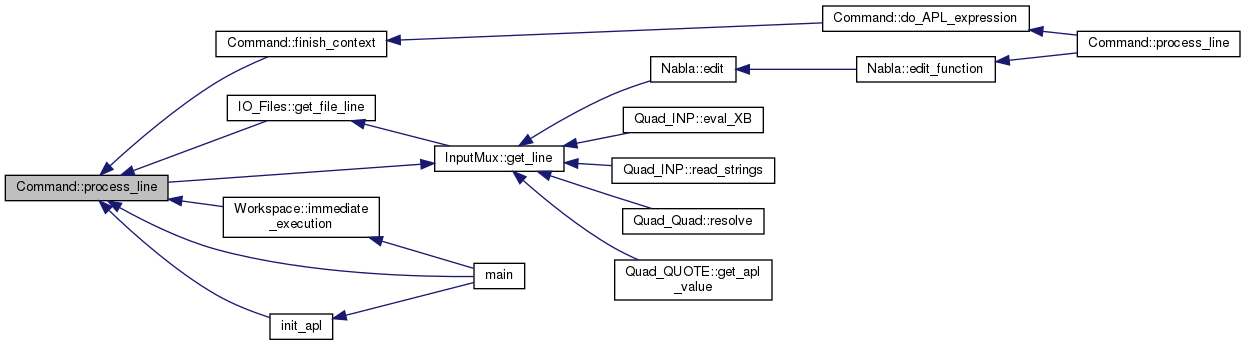 Command::do_APL_expression
Command::finish_context
Command::process_line
Nabla::edit
Nabla::edit_function
IO_Files::get_file_line
Quad_INP::eval_XB
InputMux::get_line
Quad_INP::read_strings
Command::process_line
Workspace::immediate
_execution
Quad_Quad::resolve
main
Quad_QUOTE::get_apl
_value
init_apl